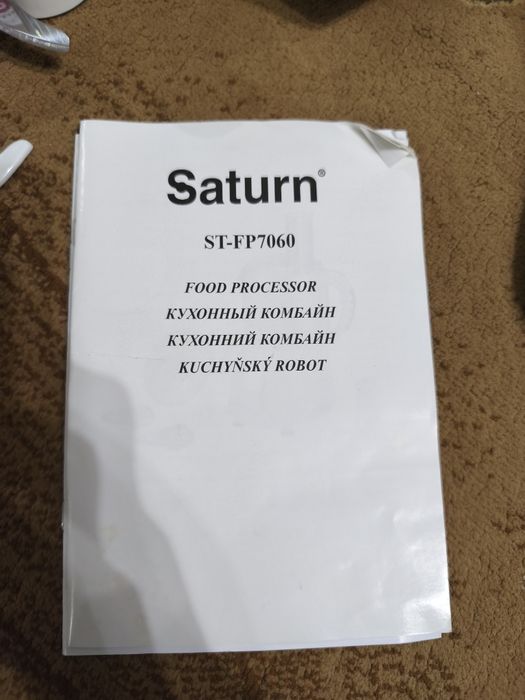 Saturn®
ST-FP7060
FOOD PROCESSOR
КУХОННЫЙ КОМБАЙН
КУХОННИЙ КОМБАЙН
KUCHYŇSKÝ ROBOT